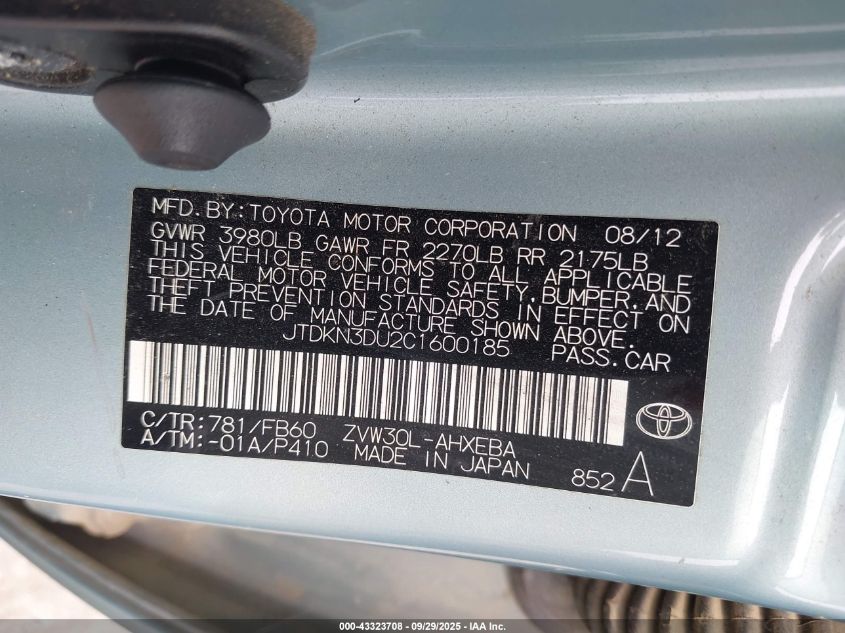 MFD.BY:TOYOTA MOTOR CORPORATION 08/12
GVWR 3980LB GAWR FR 2270LB RR 2175LB
THIS VEHICLE CONFORMS TO ALL APPLICABLE
FEDERAL MOTOR VEHICLE SAFETY,BUMPER,AND
THEFT PREVENTION STANDARDS IN EFFECT ON
THE DATE OF MANUFACTURE SHOWN ABOVE.
JTDKN3DU2C1600185 PASS.CAR
C/TR:781/FB60 ZVW30L-AHXEBA
A/TM:-01A/P410 MADE IN JAPAN
852 A
000-43323708 - 09/29/2025 - IAA Inc.